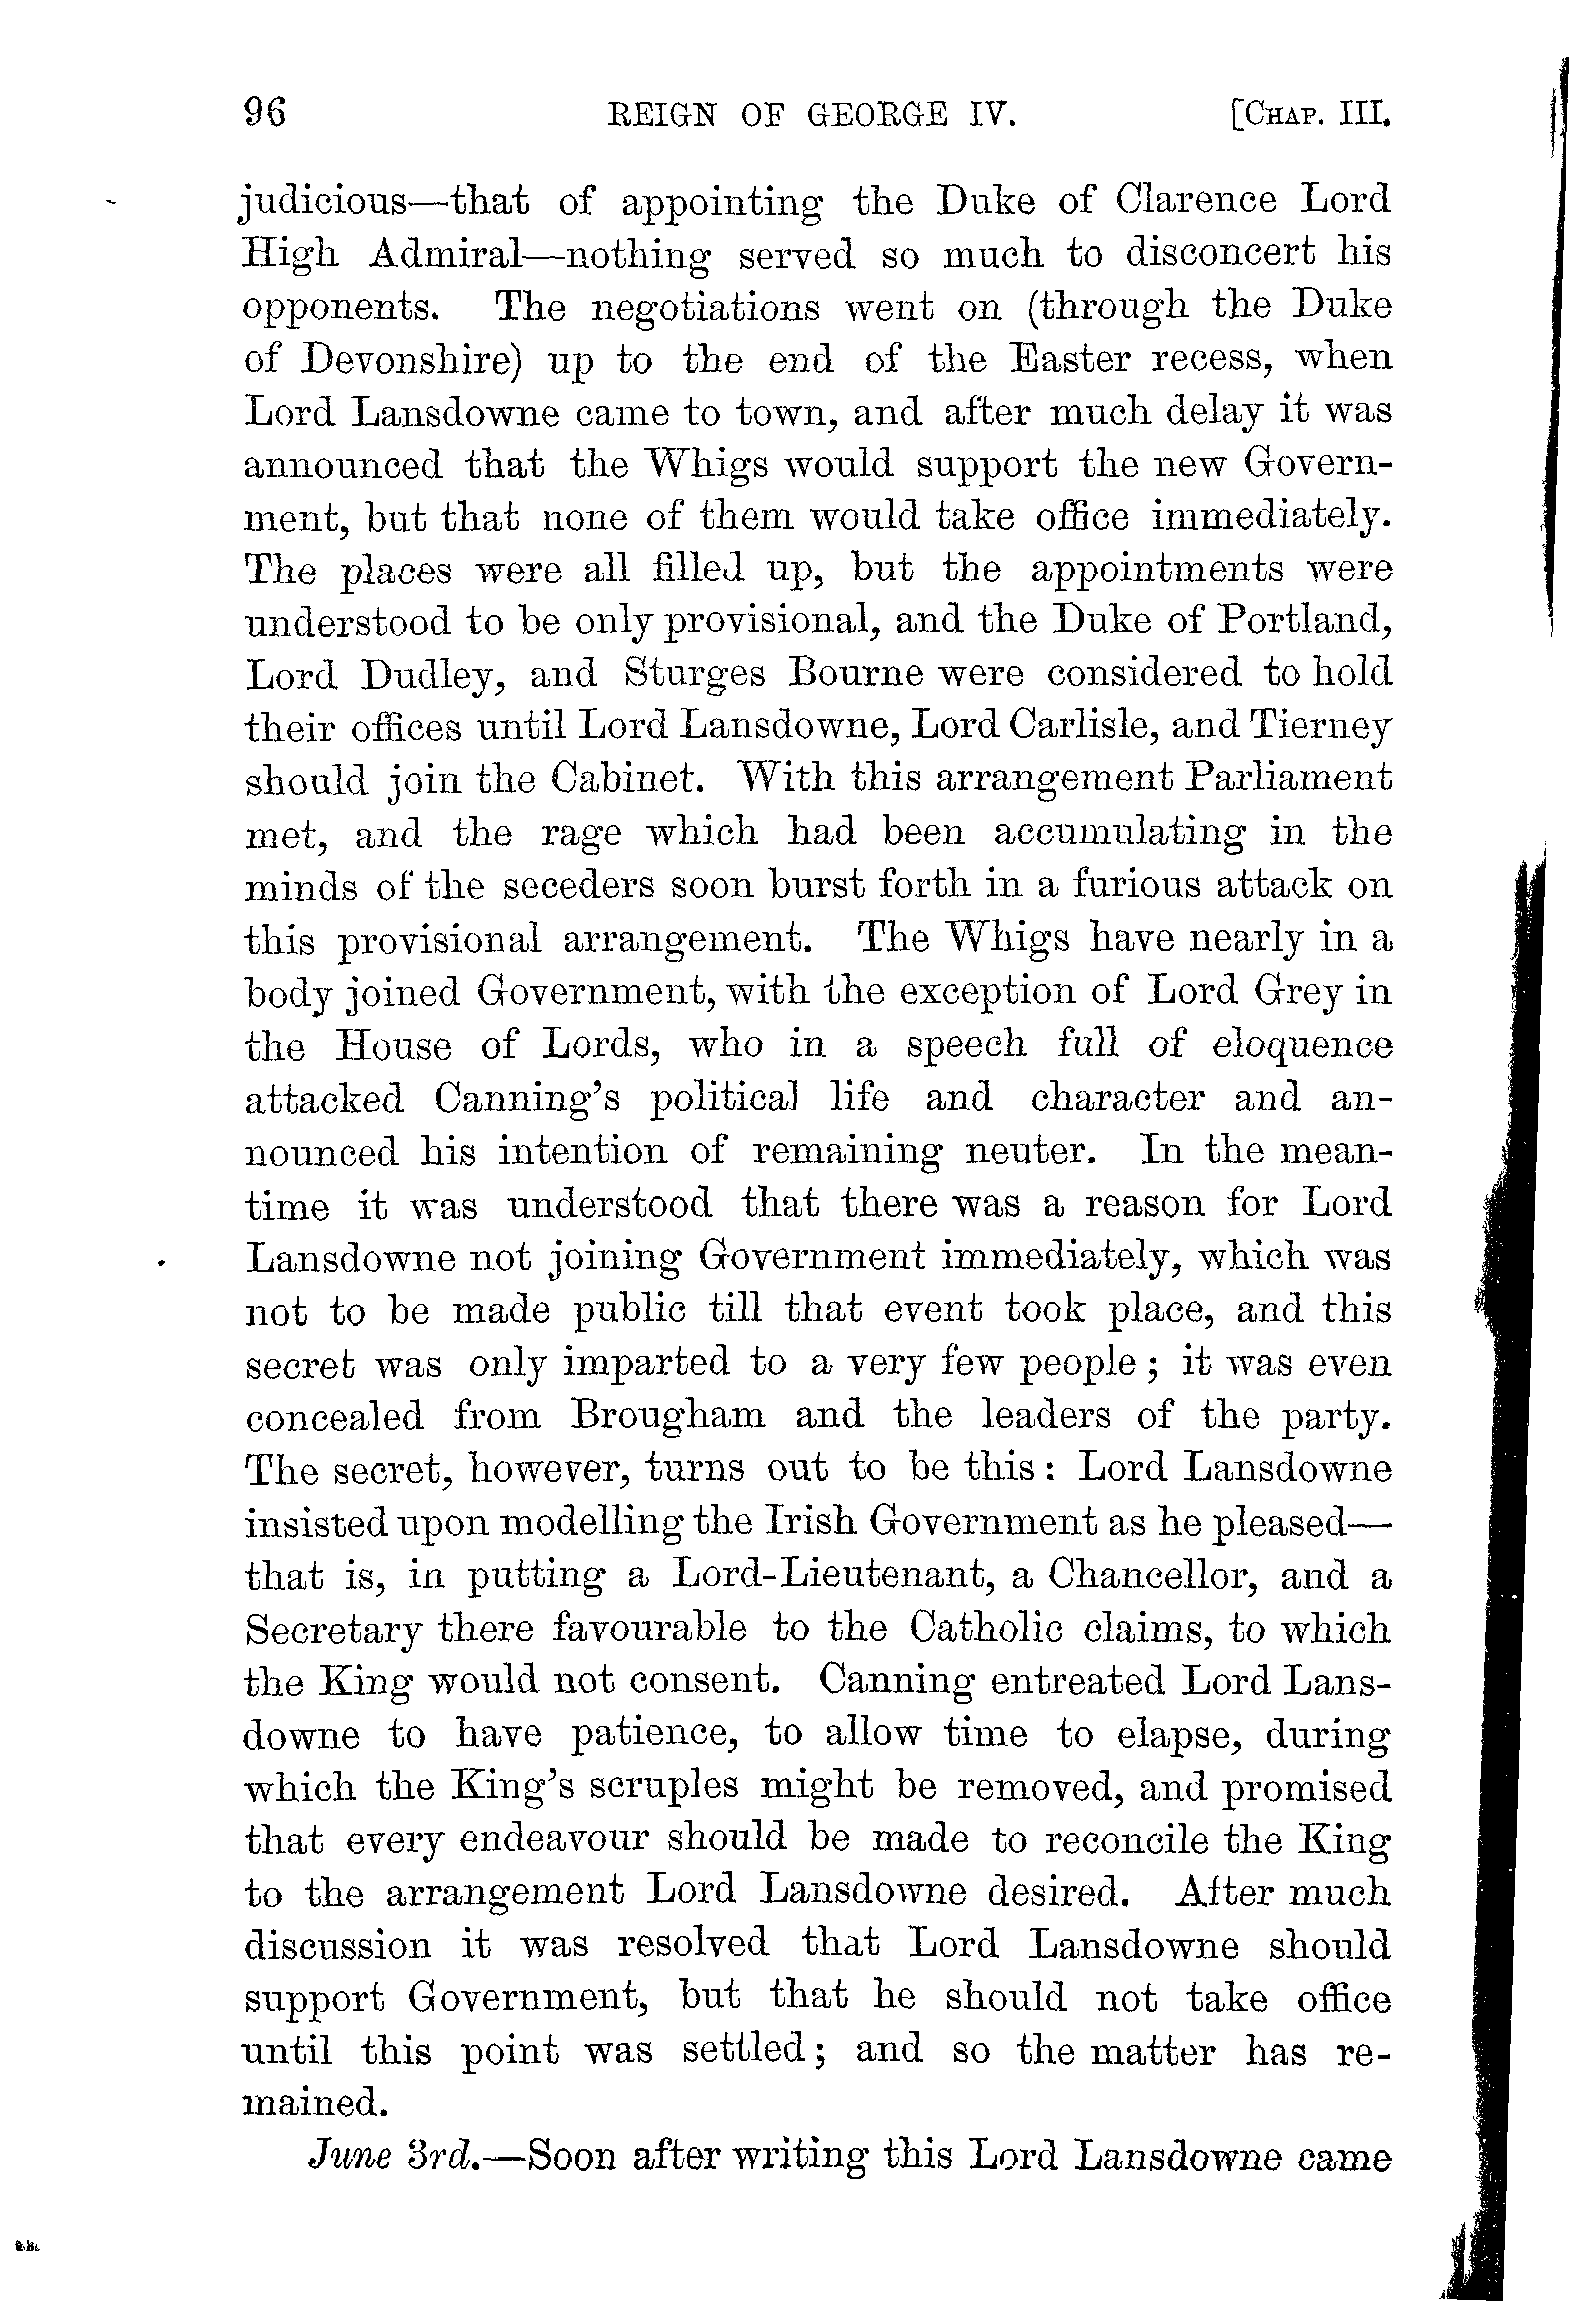 96 REIGN OF GEORGE IV. [CHAP. III.
judicious—that of appointing the Duke of Clarence Lord
High Admiral—nothing served so much to disconcert his
opponents. The negotiations went on (through the Duke
of Devonshire) up to the end of the Easter recess, when
Lord Lansdowne came to town, and after much delay it was
announced that the Whigs would support the new Govern-
ment, but that none of them would take office immediately.
The places were all filled up, but the appointments were
understood to be only provisional, and the Duke of Portland,
Lord Dudley, and Sturges Bourne were considered to hold
their offices until Lord Lansdowne, Lord Carlisle, and Tierney
should join the Cabinet. With this arrangement Parliament
met, and the rage which had been accumulating in the
minds of the seceders soon burst forth in a furious attack on
this provisional arrangement. The Whigs have nearly in a
body joined Government, with the exception of Lord Grey in
the House of Lords, who in a speech full of eloquence
attacked Canning's political life and character and an-
nounced his intention of remaining neuter. In the mean-
time it was understood that there was a reason for Lord
Lansdowne not joining Government immediately, which was
not to be made public till that event took place, and this
secret was only imparted to a very few people; it was even
concealed from Brougham and the leaders of the party.
The secret, however, turns out to be this: Lord Lansdowne
insisted upon modelling the Irish Government as he pleased—
that is, in putting a Lord-Lieutenant, a Chancellor, and a
Secretary there favourable to the Catholic claims, to which
the King would not consent. Canning entreated Lord Lans-
downe to have patience, to allow time to elapse, during
which the King's scruples might be removed, and promised
that every endeavour should be made to reconcile the King
to the arrangement Lord Lansdowne desired. After much
discussion it was resolved that Lord Lansdowne should
support Government, but that he should not take office
until this point was settled; and so the matter has re-
mained.
June 3rd.—Soon after writing this Lord Lansdowne came